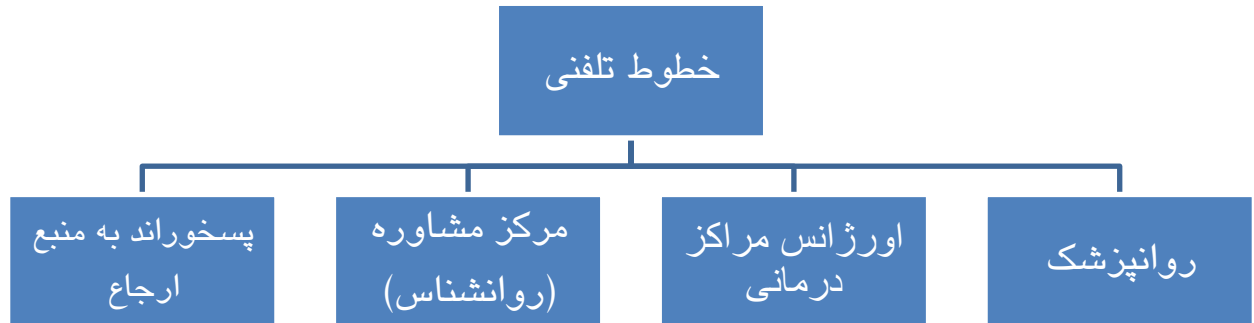 خطوط تلفنی
روانپزشک
اورژانس مراکز
درمانی
مرکز مشاوره
(روانشناس)
پسخوراند به منبع
ارجاع